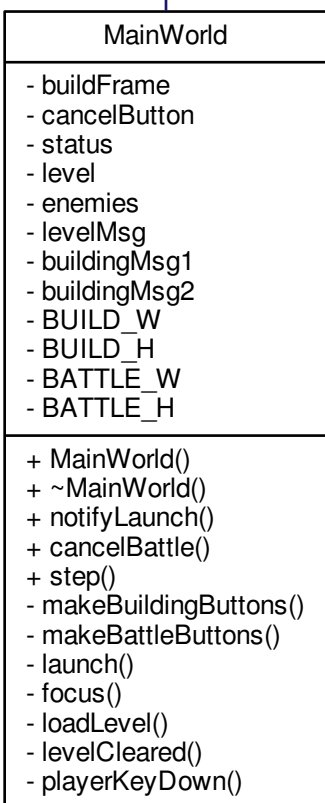 MainWorld
- buildFrame
- cancelButton
- status
- level
- enemies
- levelMsg
- buildingMsg1
- buildingMsg2
- BUILD_W
- BUILD_H
- BATTLE_W
- BATTLE_H
+ MainWorld()
+ ~MainWorld()
+ notifyLaunch()
+ cancelBattle()
+ step()
- makeBuildingButtons()
- makeBattleButtons()
- launch()
- focus()
- loadLevel()
- levelCleared()
- playerKeyDown()